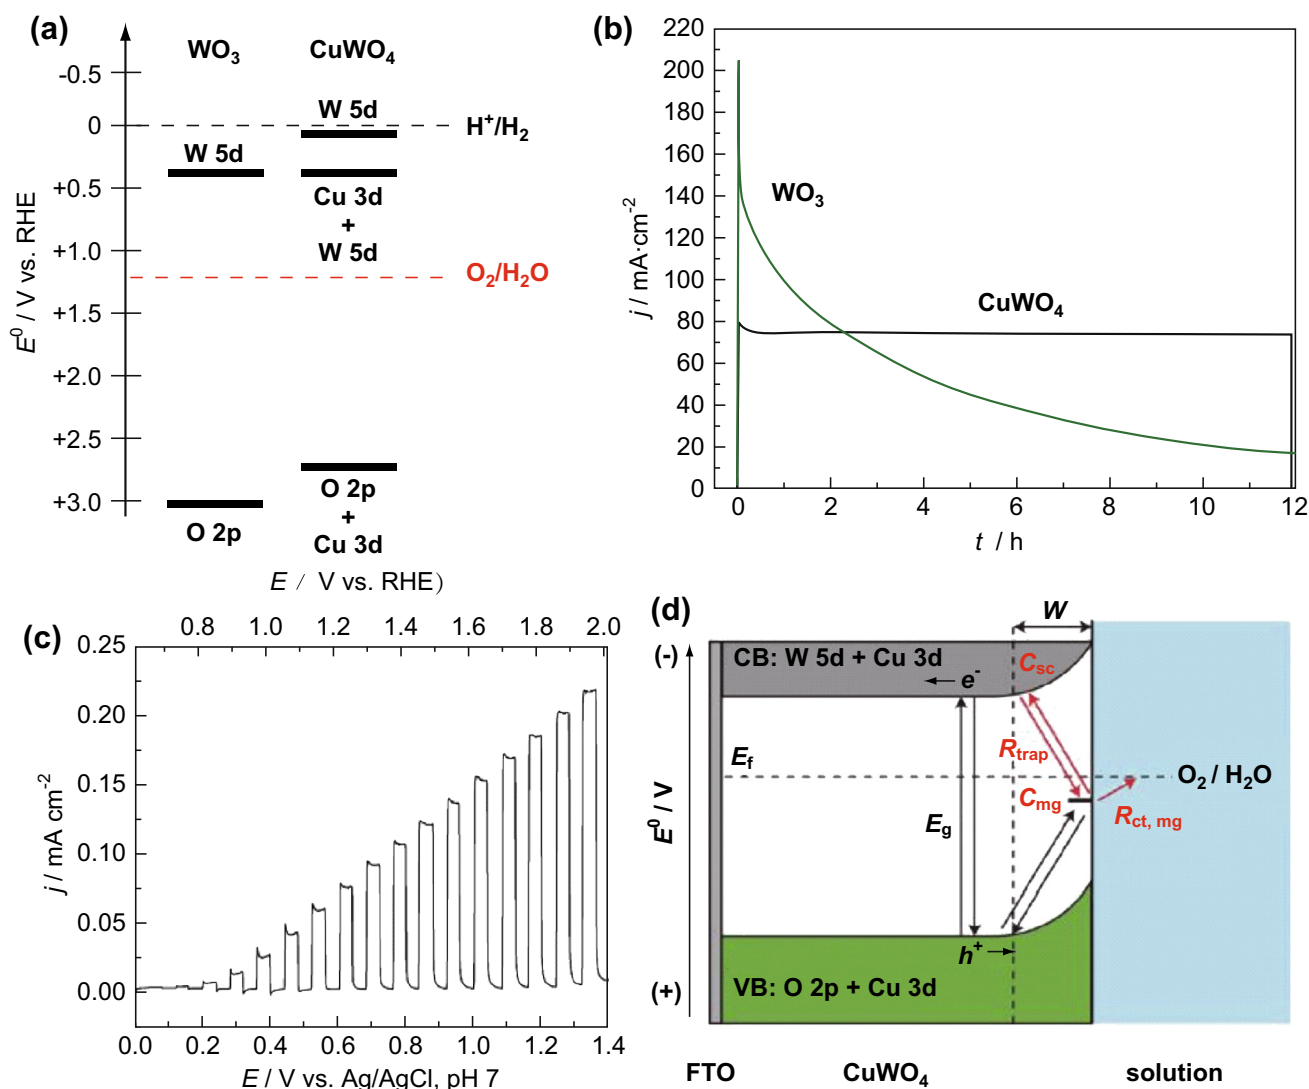 (a)
WO3 CuWO4
-0.5
0
+0.5
+1.0
+1.5
+2.0
+2.5
+3.0
E0 / V vs. RHE
W 5d
H+/H2
W 5d
Cu 3d
+
W 5d
O2/H2O
O 2p
O 2p
+
Cu 3d
(b)
220
200
180
160
140
120
100
80
60
40
20
0
j / mA·cm-2
WO3
CuWO4
0 2 4 6 8 10 12
t / h
E / V vs. RHE)
(c)
0.8 1.0 1.2 1.4 1.6 1.8 2.0
0.25
0.20
0.15
0.10
0.05
0.00
j / mA cm-2
0.0 0.2 0.4 0.6 0.8 1.0 1.2 1.4
E / V vs. Ag/AgCl, pH 7
(d)
W
(-)
CB: W 5d + Cu 3d
Csc
e-
Rtrap
Ef
O2 / H2O
Cmg
Rct, mg
Eg
E0 / V
h+
(+)
VB: O 2p + Cu 3d
FTO CuWO4 solution